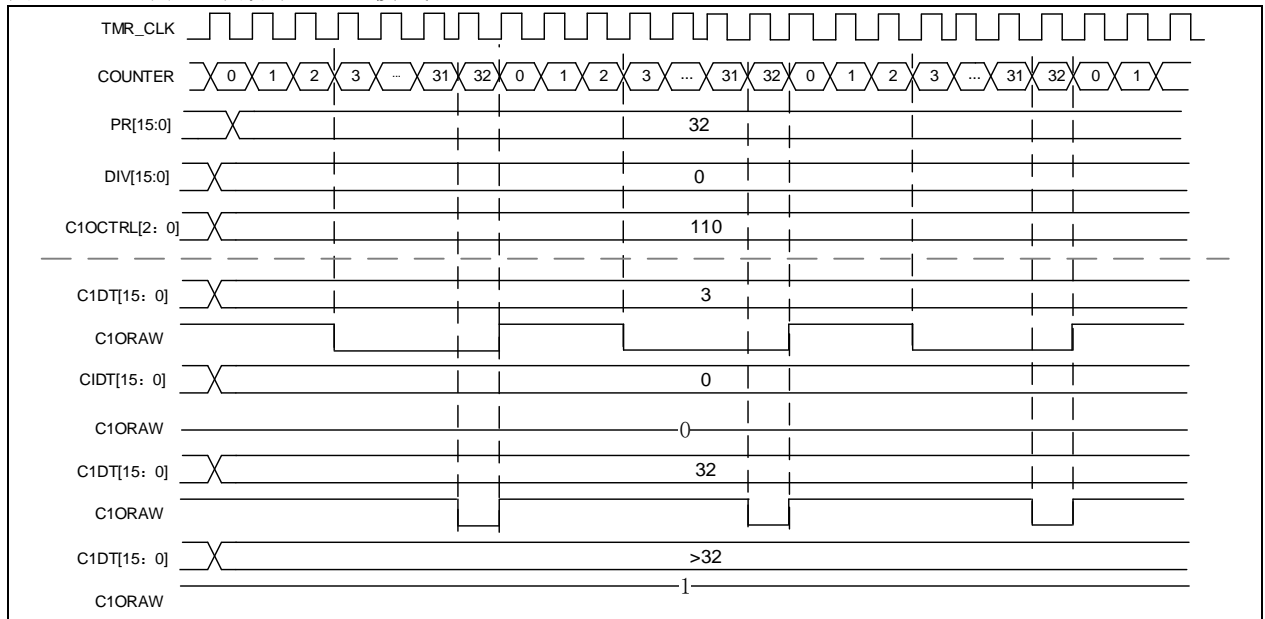 TMR_CLK
COUNTER 0 1 2 3 ... 31 32 0 1 2 3 ... 31 32 0 1 2 3 ... 31 32 0 1
PR[15:0] 32
DIV[15:0] 0
C1OCTRL[2：0] 110
C1DT[15：0] 3
C1ORAW
CIDT[15：0] 0
C1ORAW 0
C1DT[15：0] 32
C1ORAW
C1DT[15：0] >32
1
C1ORAW